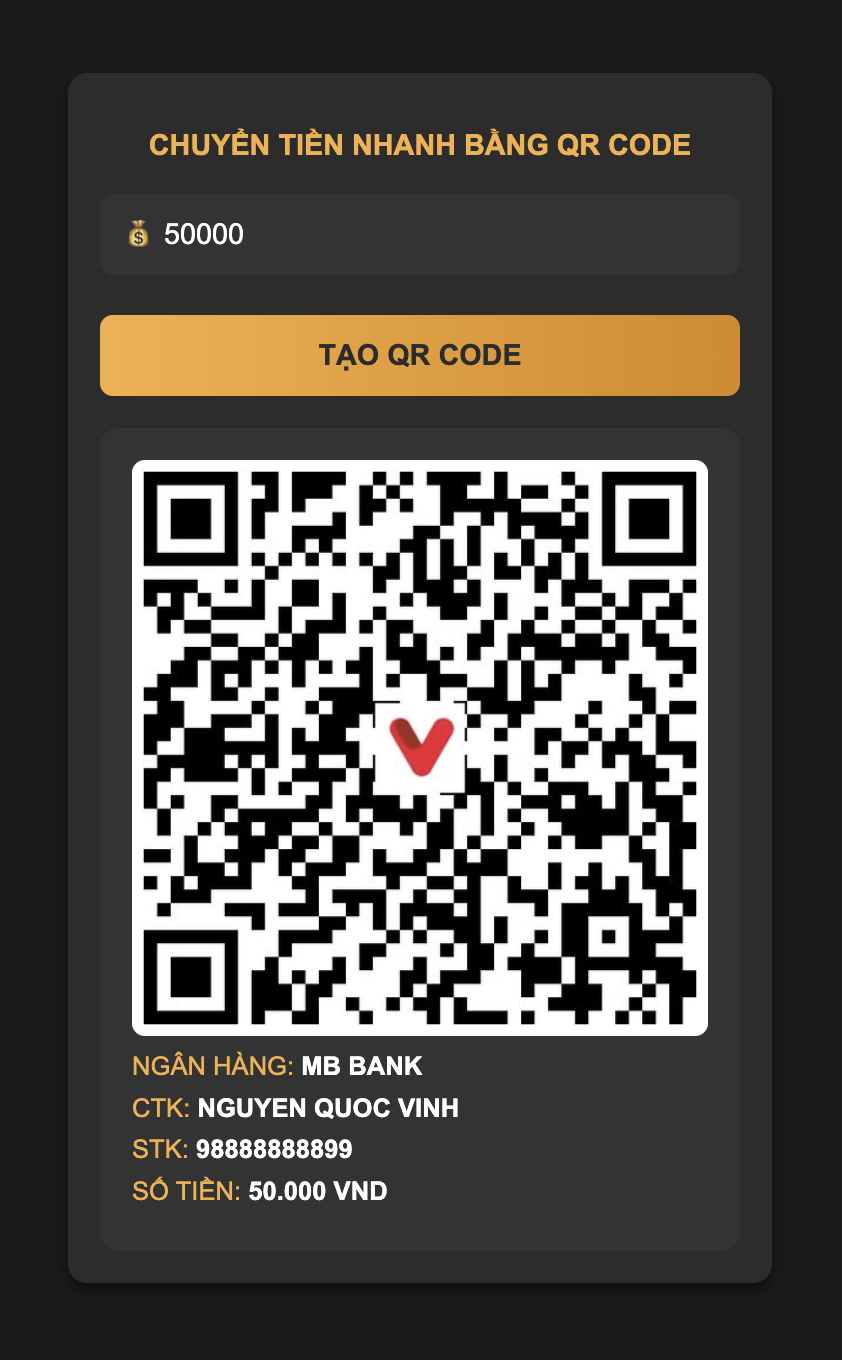 CHUYỂN TIỀN NHANH BẰNG QR CODE
50000
TẠO QR CODE
NGÂN HÀNG: MB BANK
CTK: NGUYEN QUOC VINH
STK: 98888888899
SỐ TIỀN: 50.000 VND